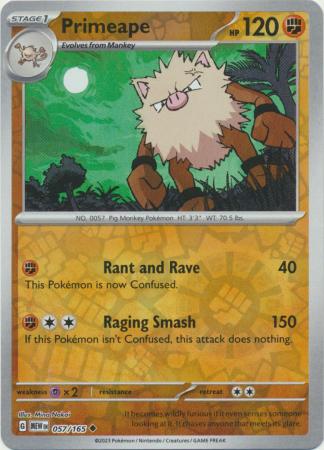 STAGE 1
Primeape
HP 120
Evolves from Mankey
NO. 0057 Pig Monkey Pokémon HT: 3'3" WT: 70.5 lbs.
Rant and Rave 40
This Pokémon is now Confused.
Raging Smash 150
If this Pokémon isn't Confused, this attack does nothing.
weakness ×2 resistance retreat
Illus. Mina Nakai
G MEW EN 057/165
It becomes wildly furious if it even senses
someone looking at it. It chases
anyone that meets its glare.
©2023 Pokémon / Nintendo / Creatures / GAME FREAK